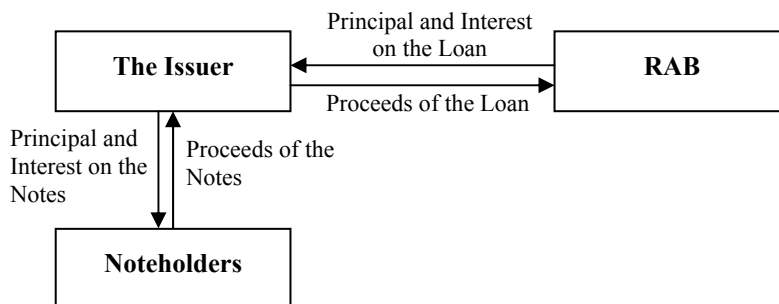 Principal and Interest
on the Loan
The Issuer
RAB
Proceeds of the Loan
Principal and
Interest on the
Notes
Proceeds of the
Notes
Noteholders